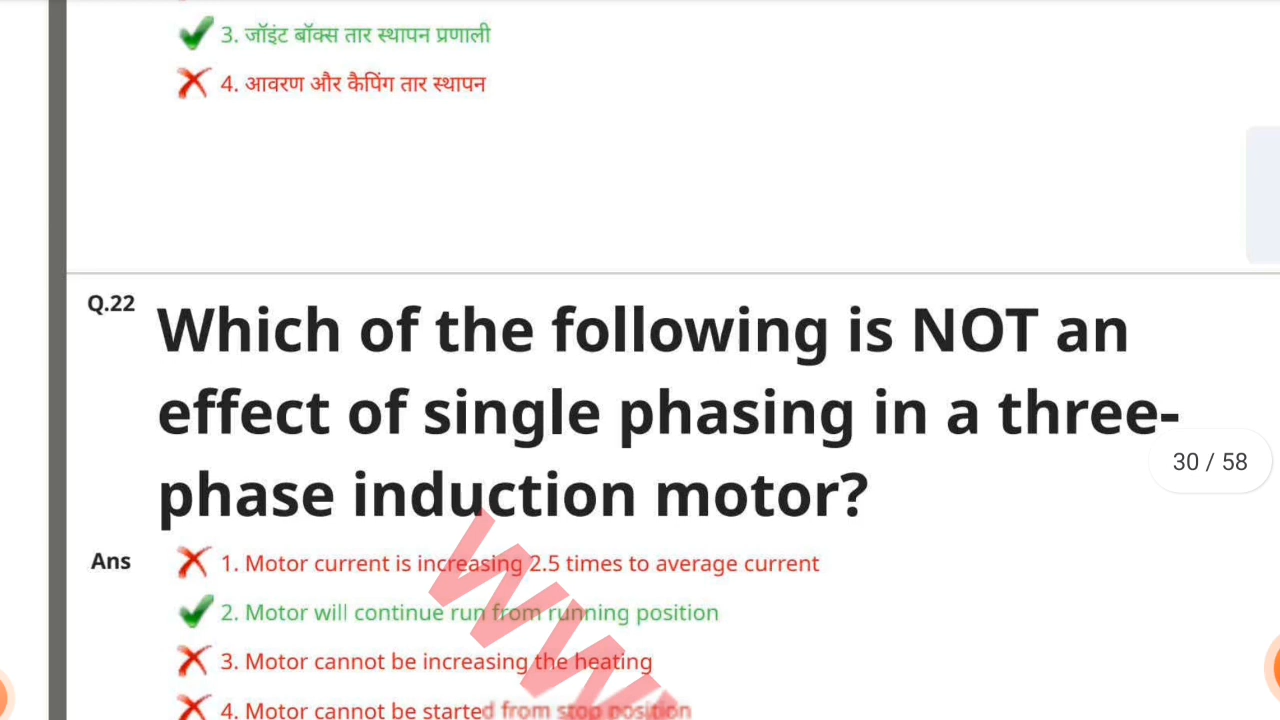 3. जॉइंट बॉक्स तार स्थापन प्रणाली
4. आवरण और कैपिंग तार स्थापन
Q.22
Which of the following is NOT an
effect of single phasing in a three-
30 / 58
phase induction motor?
Ans
1. Motor current is increasing 2.5 times to average current
2. Motor will continue run from running position
3. Motor cannot be increasing the heating
4. Motor cannot be started from stop position
WWW